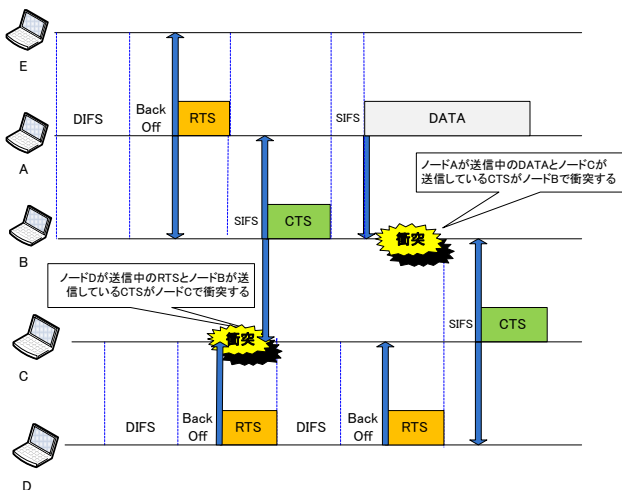 E
DIFS
Back
Off
RTS
SIFS
DATA
A
ノードAが送信中のDATAとノードCが
送信しているCTSがノードBで衝突する
SIFS
CTS
衝突
B
ノードDが送信中のRTSとノードBが送
信しているCTSがノードCで衝突する
SIFS
CTS
衝突
C
DIFS
Back
Off
RTS
DIFS
Back
Off
RTS
D